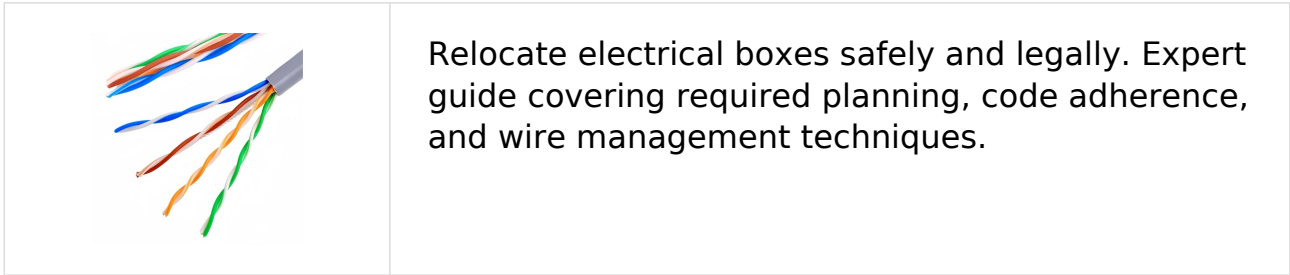 Relocate electrical boxes safely and legally. Expert
guide covering required planning, code adherence,
and wire management techniques.